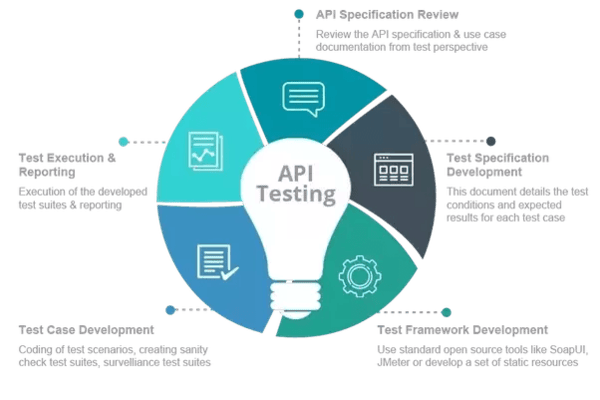 API Specification Review
Review the API specification & use case
documentation from test perspective
Test Execution &
Reporting
Execution of the developed
test suites & reporting
API
Testing
Test Specification
Development
This document details the test
conditions and expected
results for each test case
Test Case Development
Coding of test scenarios, creating sanity
check test suites, survelliance test suites
Test Framework Development
Use standard open source tools like SoapUI,
JMeter or develop a set of static resources